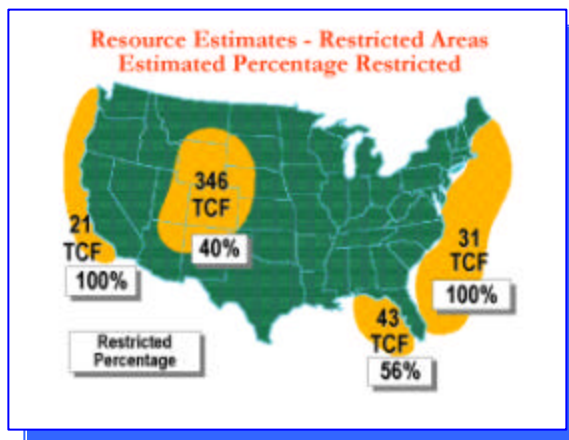 Resource Estimates - Restricted Areas
Estimated Percentage Restricted
346
TCF
40%
21
TCF
100%
31
TCF
100%
43
TCF
56%
Restricted
Percentage